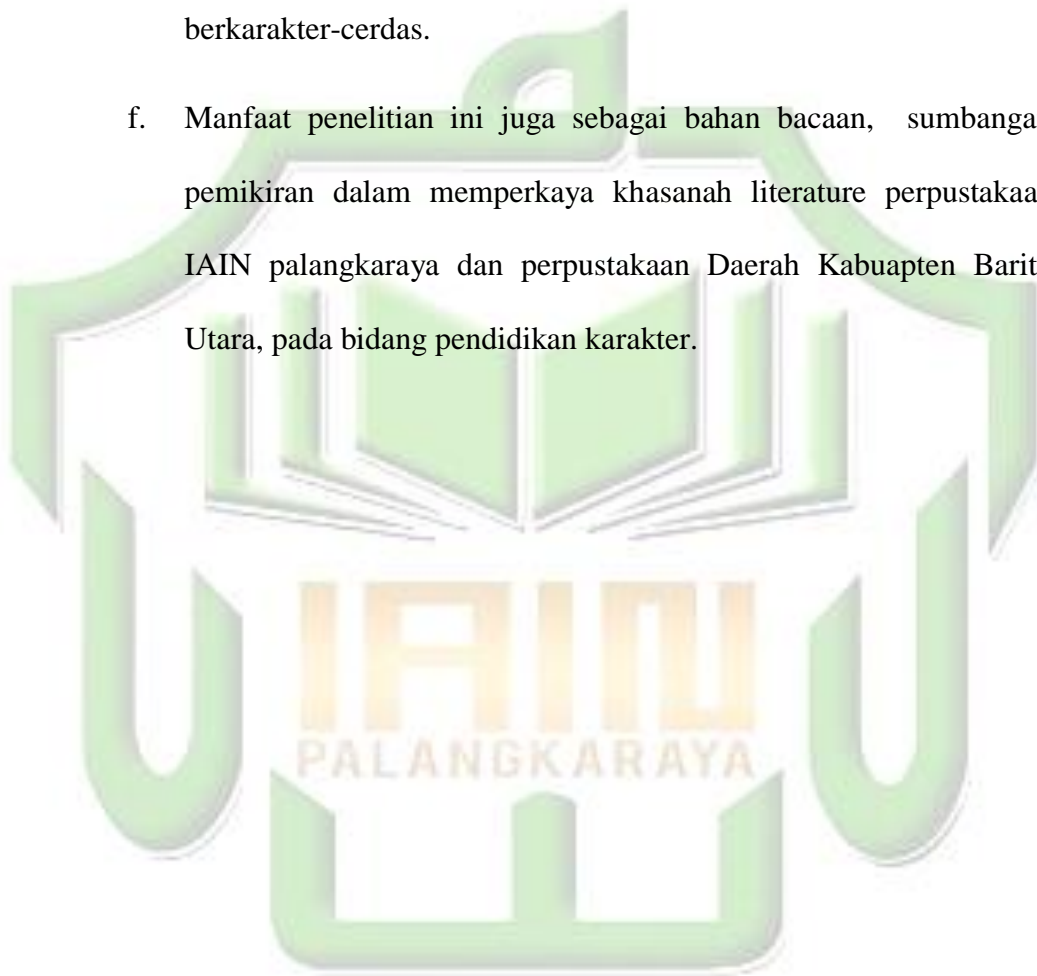 berkarakter-cerdas.
f. Manfaat penelitian ini juga sebagai bahan bacaan, sumbanga
pemikiran dalam memperkaya khasanah literature perpustakaa
IAIN palangkaraya dan perpustakaan Daerah Kabuapten Barit
Utara, pada bidang pendidikan karakter.
IAIN
PALANGKARAYA